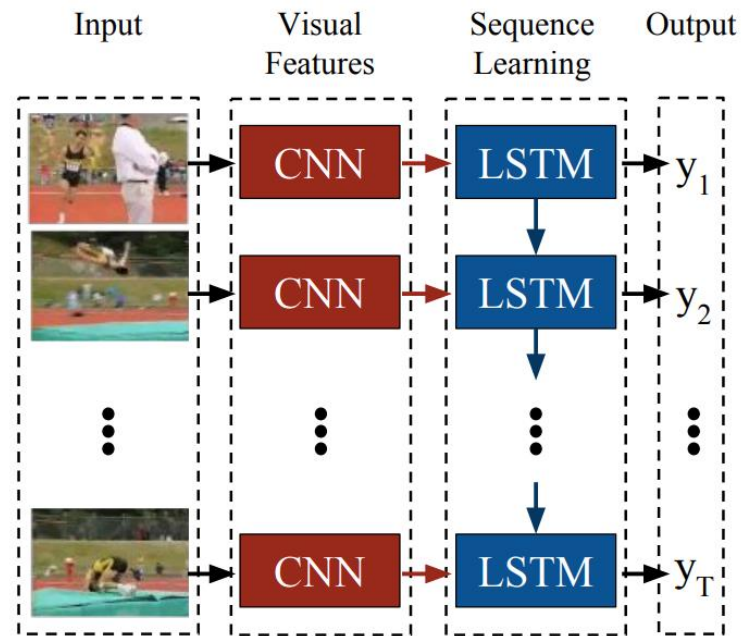 Input
Visual
Features
Sequence
Learning
Output
CNN
LSTM
y1
CNN
LSTM
y2
CNN
LSTM
yT